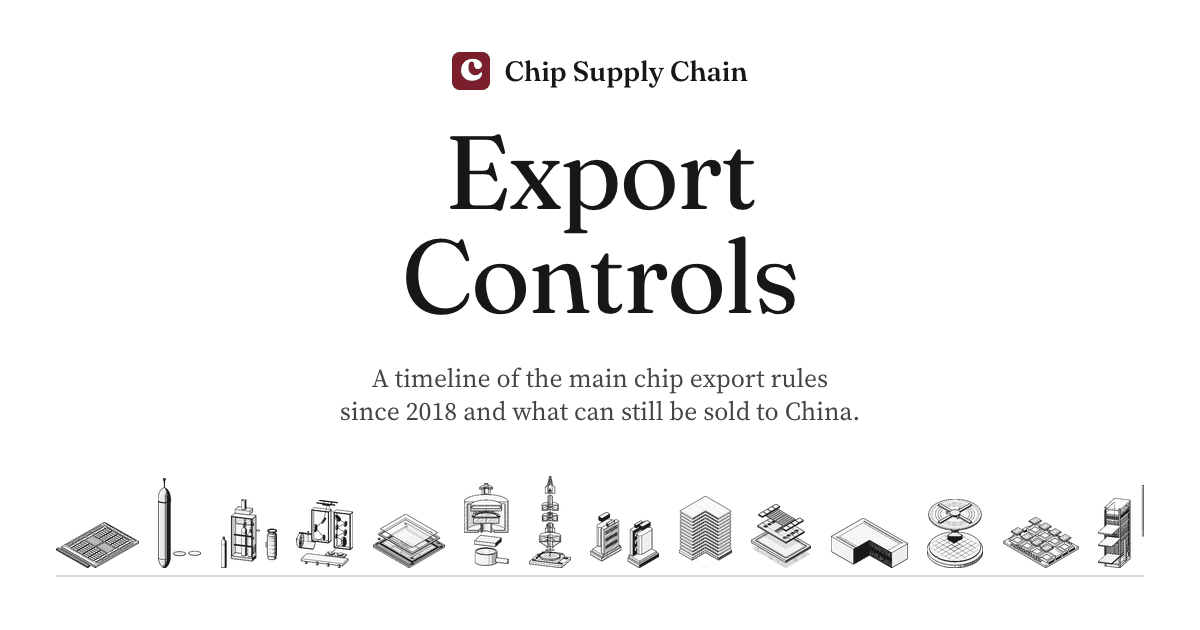 C Chip Supply Chain
Export
Controls
A timeline of the main chip export rules
since 2018 and what can still be sold to China.